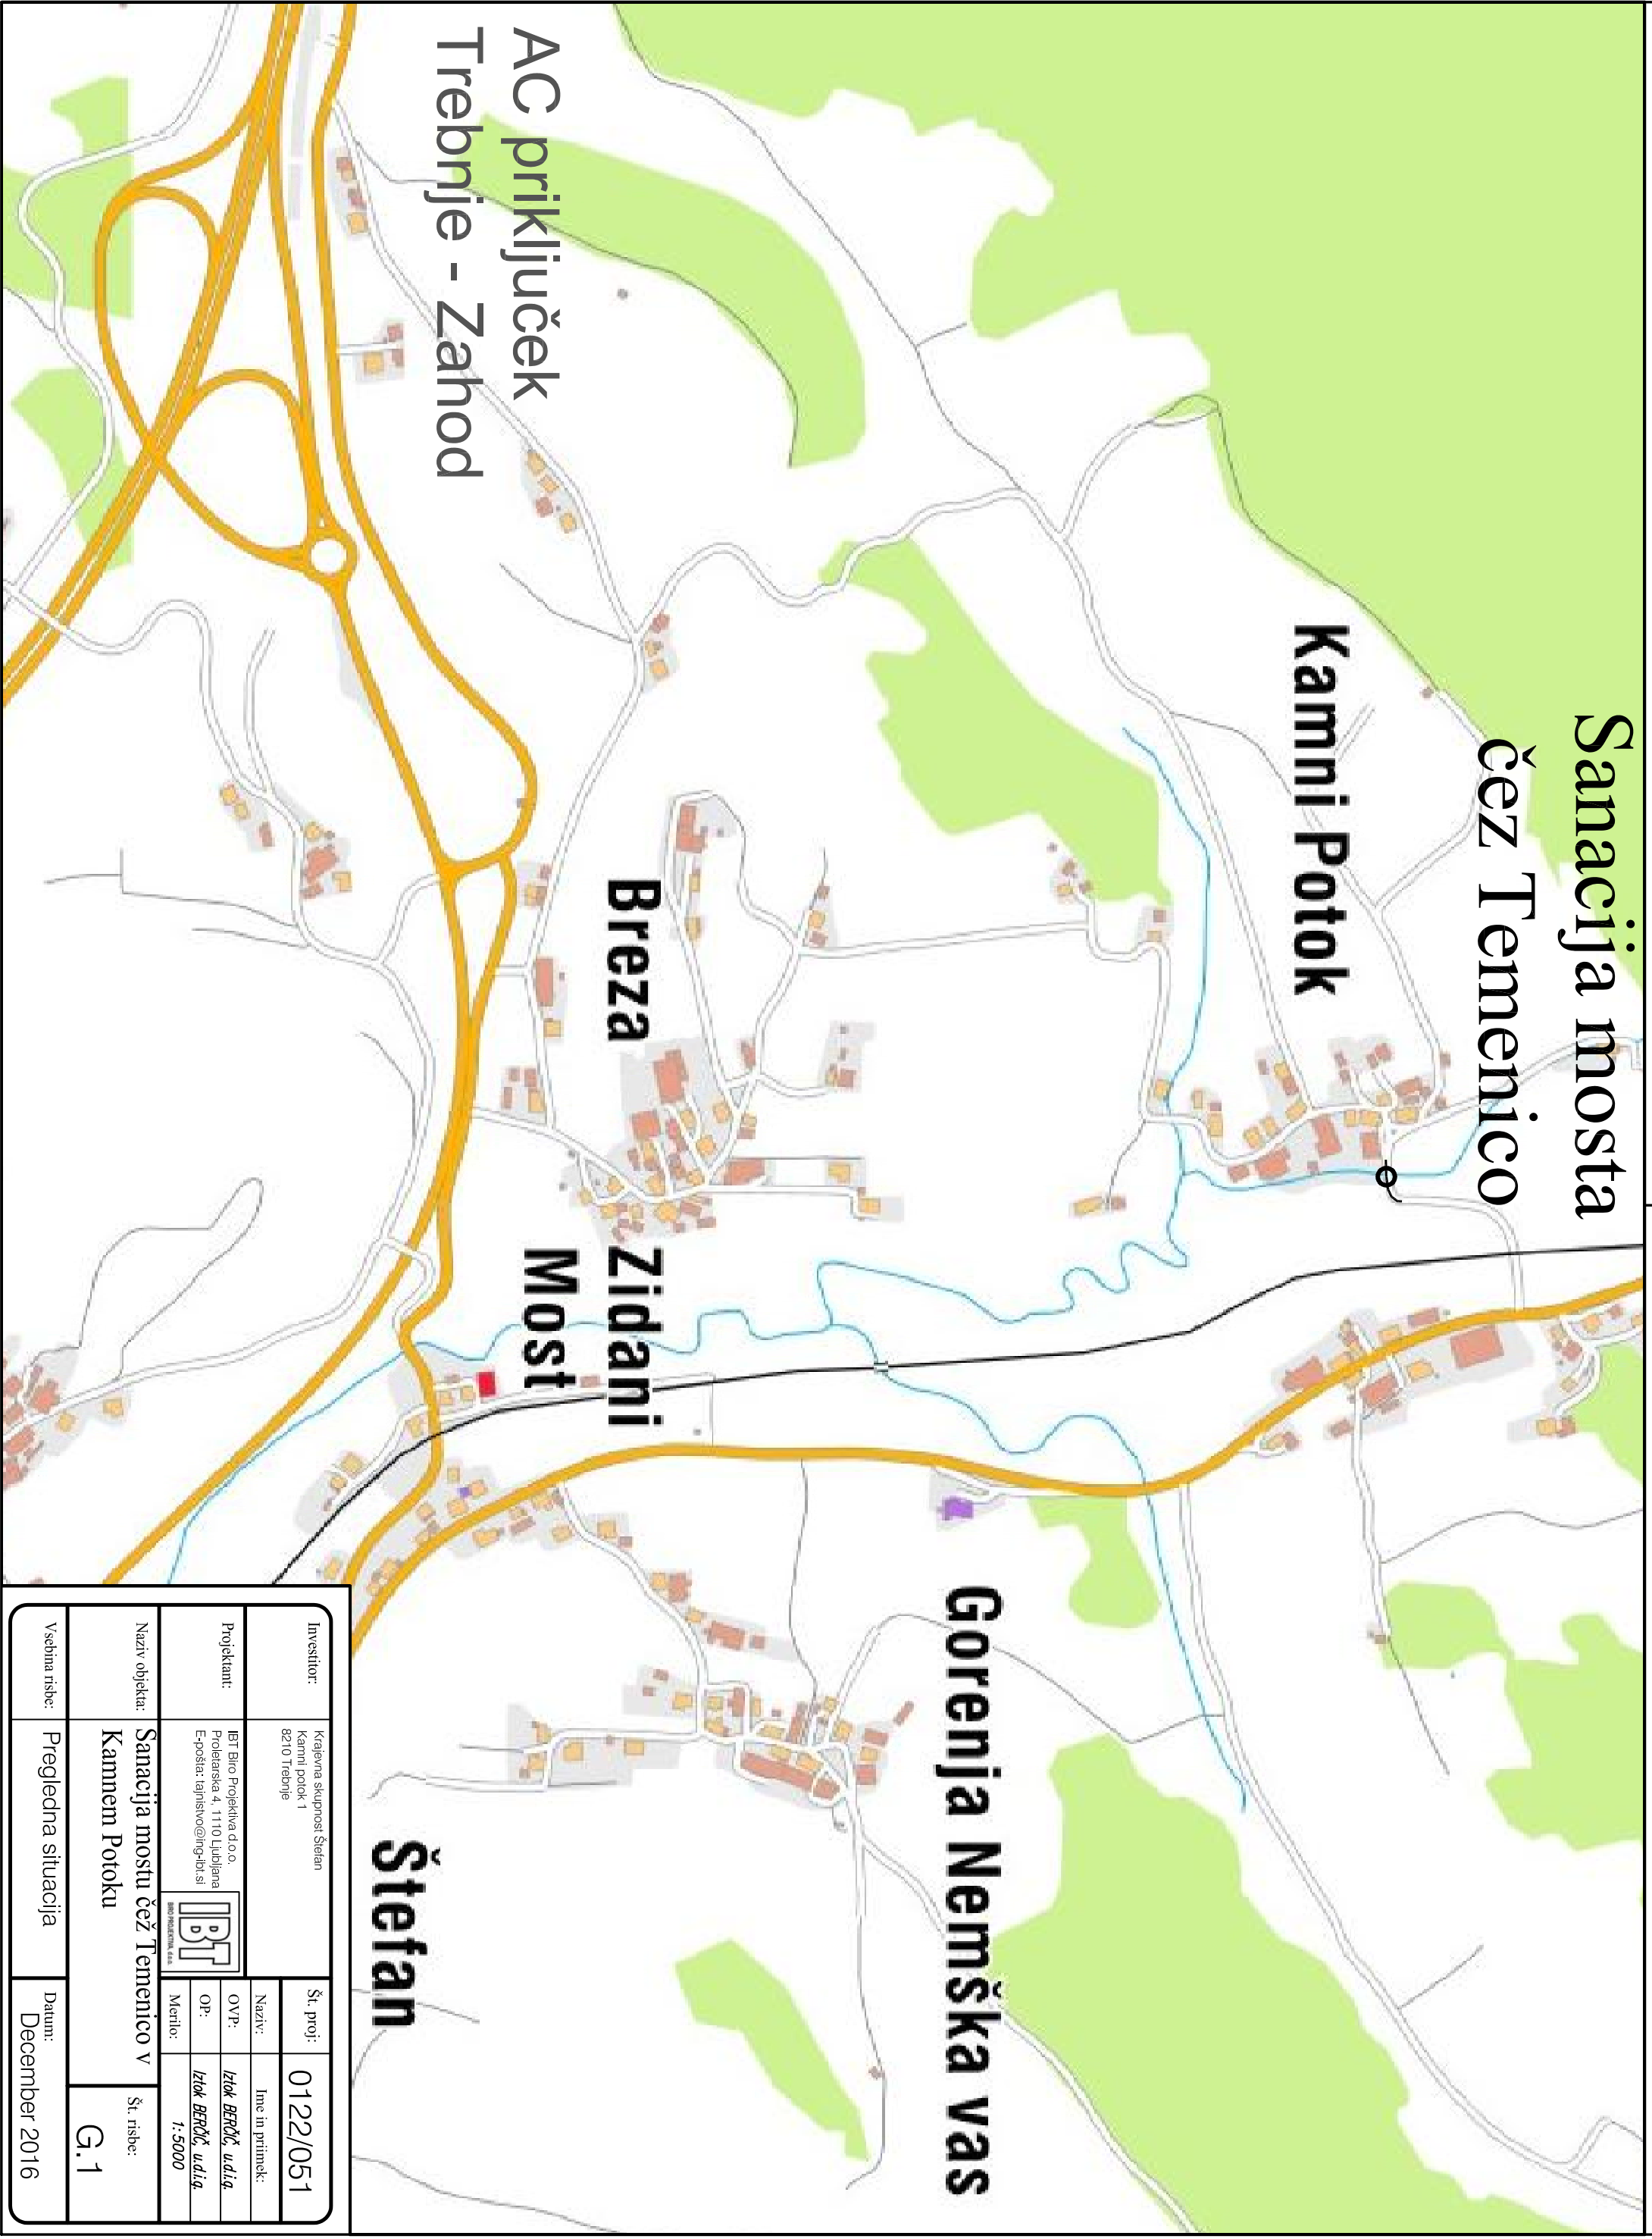 Sanacija mosta
čez Temenico
Kamni Potok
AC priključek
Trebnje - Zahod
Breza
Zidani
Most
Gorenja Nemška vas
Štefan
Investitor:
Krajevna skupnost Štefan
Kamni potok 1
8210 Trebnje
Št. proj:
0122/051
Projektant:
IBT Biro Projektiva d.o.o.
Proletarska 4, 1110 Ljubljana
E-pošta: tajnistvo@ing-ibt.si
IBT
BIRO PROJEKTIVA d.o.o.
Naziv:
Ime in priimek:
OVP:
Iztok BERČIČ, u.d.i.g.
OP:
Iztok BERČIČ, u.d.i.g.
Merilo:
1:5000
Naziv objekta:
Sanacija mostu čež Temenico v
Kamnem Potoku
Št. risbe:
G.1
Vsebina risbe:
Pregledna situacija
Datum:
December 2016